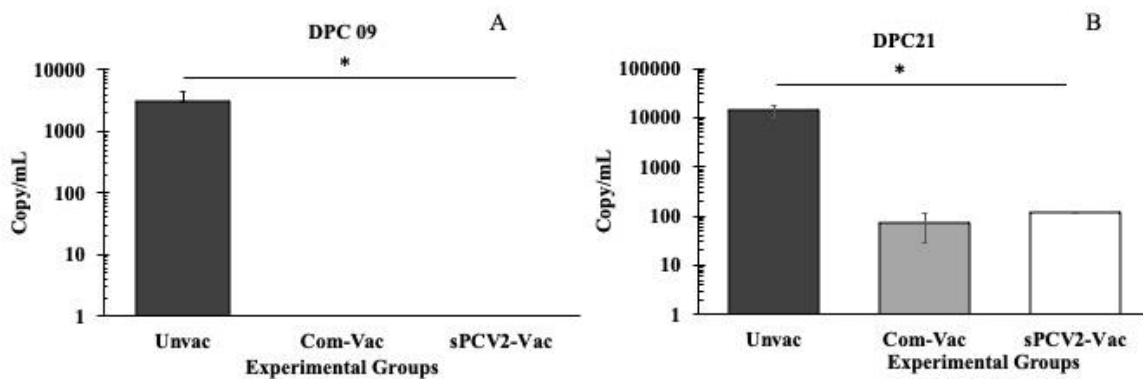 DPC 09
A
*
10000
1000
100
10
1
Copy/mL
Unvac Com-Vac sPCV2-Vac
Experimental Groups
DPC21
B
*
100000
10000
1000
100
10
1
Copy/mL
Unvac Com-Vac sPCV2-Vac
Experimental Groups